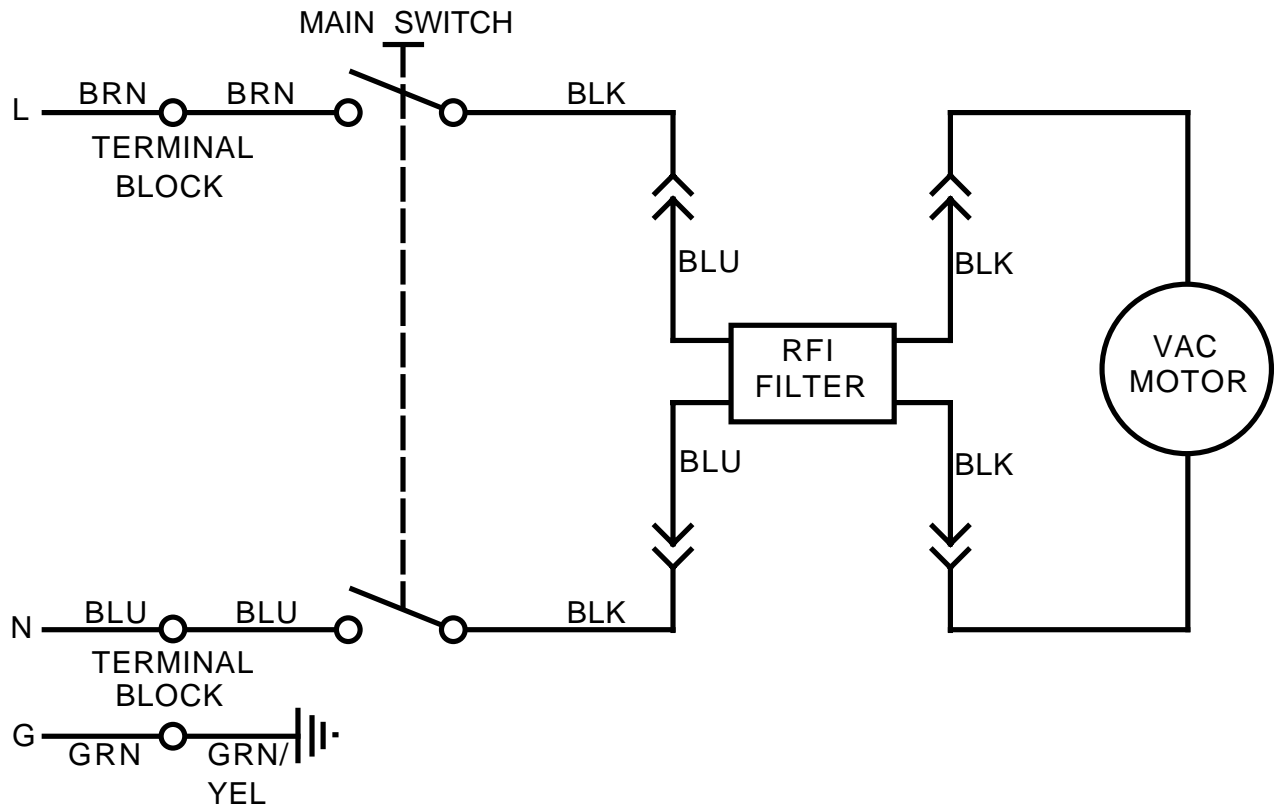 MAIN SWITCH
L
BRN
BRN
BLK
TERMINAL
BLOCK
BLU
BLK
RFI
FILTER
VAC
MOTOR
BLU
BLK
N
BLU
BLU
BLK
TERMINAL
BLOCK
G
GRN
GRN/
YEL